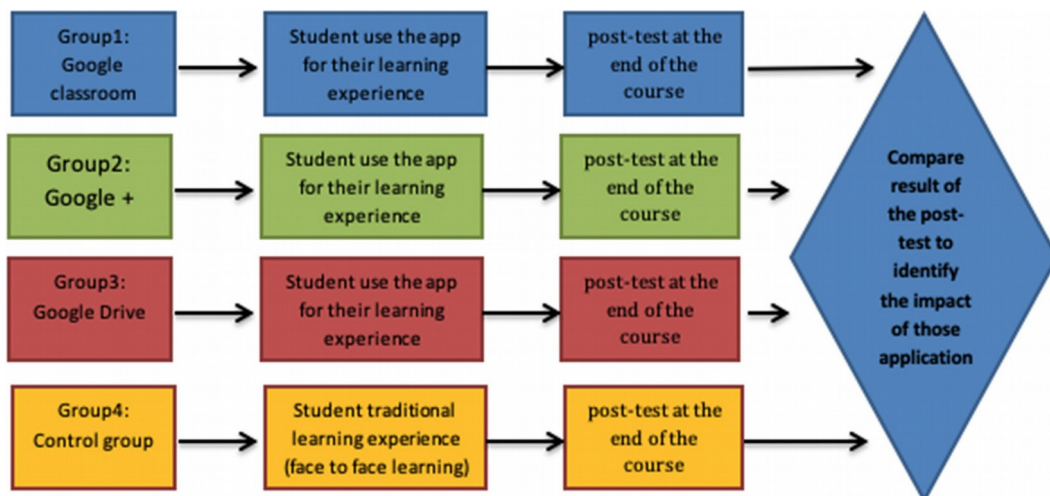 Group1:
Google
classroom
Student use the app
for their learning
experience
post-test at the
end of the
course
Group2:
Google +
Student use the app
for their learning
experience
post-test at the
end of the
course
Group3:
Google Drive
Student use the app
for their learning
experience
post-test at the
end of the
course
Group4:
Control group
Student traditional
learning experience
(face to face learning)
post-test at the
end of the
course
Compare
result of
the post-
test to
identify
the impact
of those
application